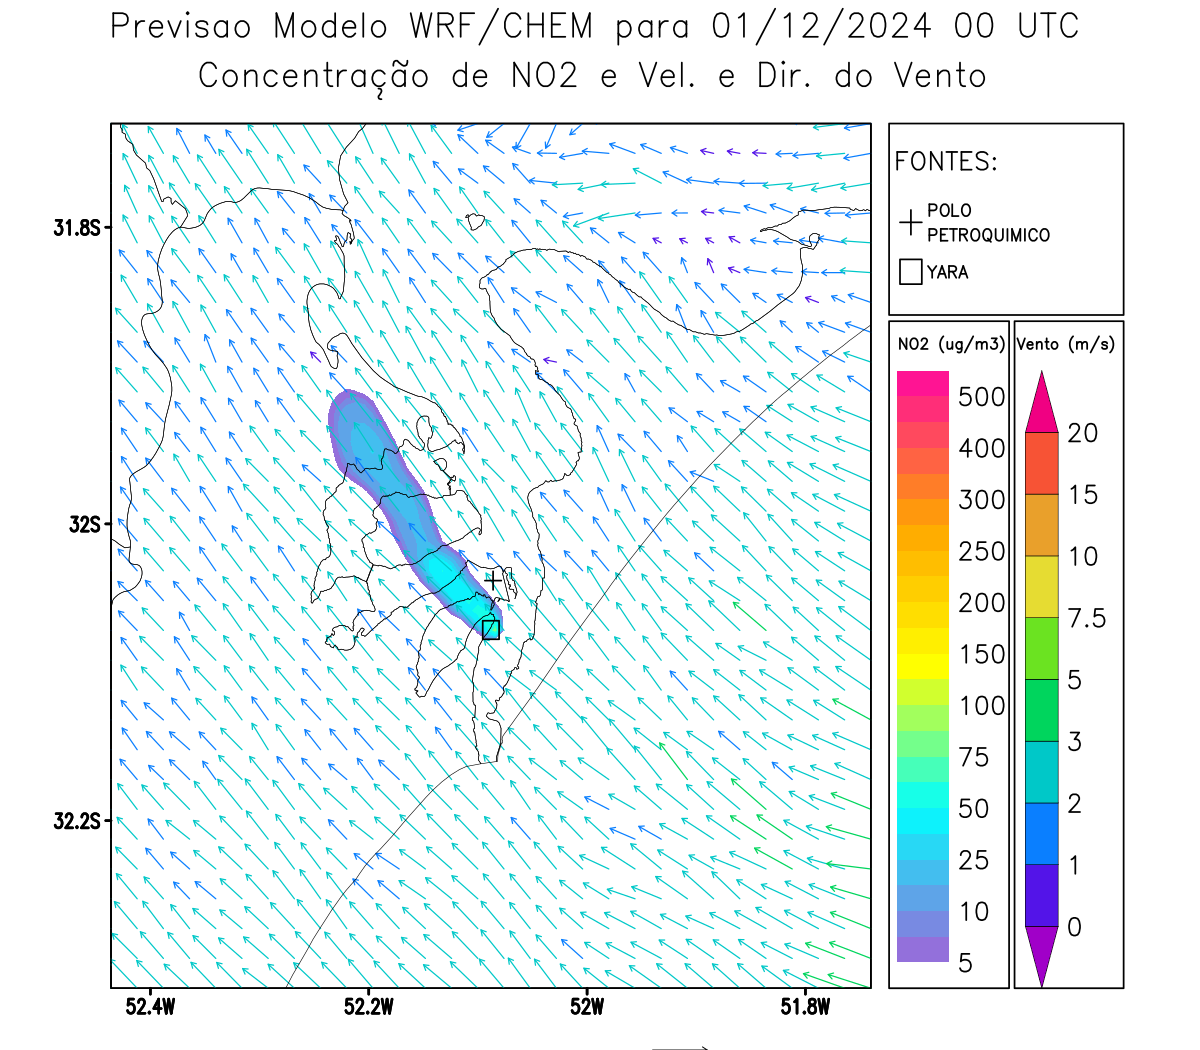 Previsao Modelo WRF/CHEM para 01/12/2024 00 UTC
Concentração de NO2 e Vel. e Dir. do Vento
FONTES:
POLO
PETROQUIMICO
YARA
NO2 (ug/m3)
500
400
300
250
200
150
100
75
50
25
10
5
Vento (m/s)
20
15
10
7.5
5
3
2
1
0
31.8S
32S
32.2S
52.4W
52.2W
52W
51.8W